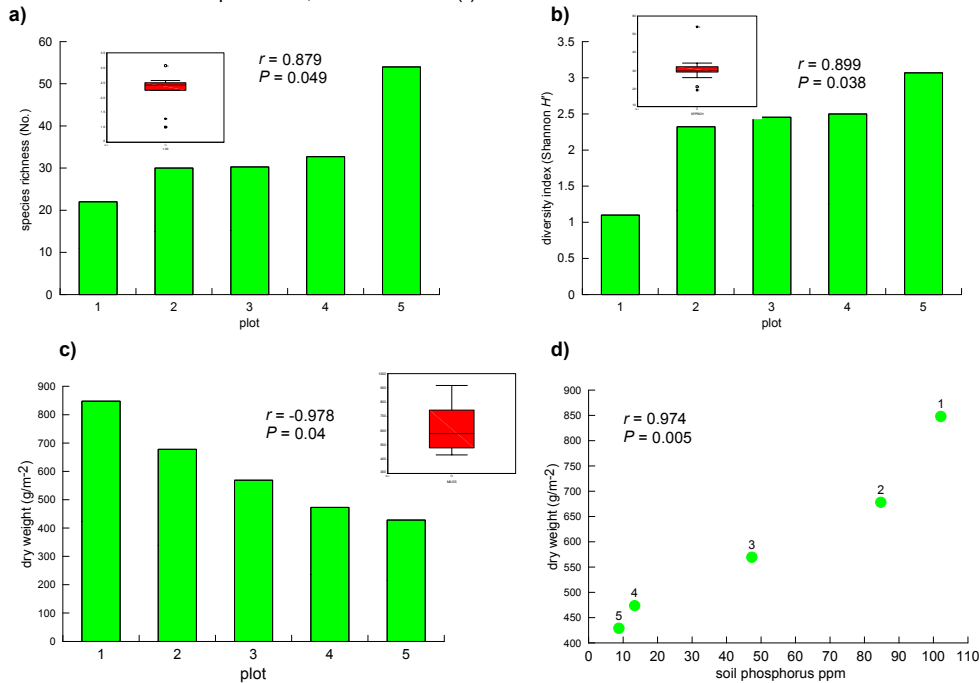 a)
60
50
40
30
20
10
0
species richness (No.)
r = 0.879
P = 0.049
1 2 3 4 5
plot
b)
3.5
3
2.5
2
1.5
1
0.5
0
diversity index (Shannon H')
r = 0.899
P = 0.038
1 2 3 4 5
plot
c)
900
800
700
600
500
400
300
200
100
0
dry weight (g/m-2)
r = -0.978
P = 0.04
1 2 3 4 5
plot
d)
900
850
800
750
700
650
600
550
500
450
400
dry weight (g/m-2)
r = 0.974
P = 0.005
1
2
3
4
5
0 10 20 30 40 50 60 70 80 90 100 110
soil phosphorus ppm